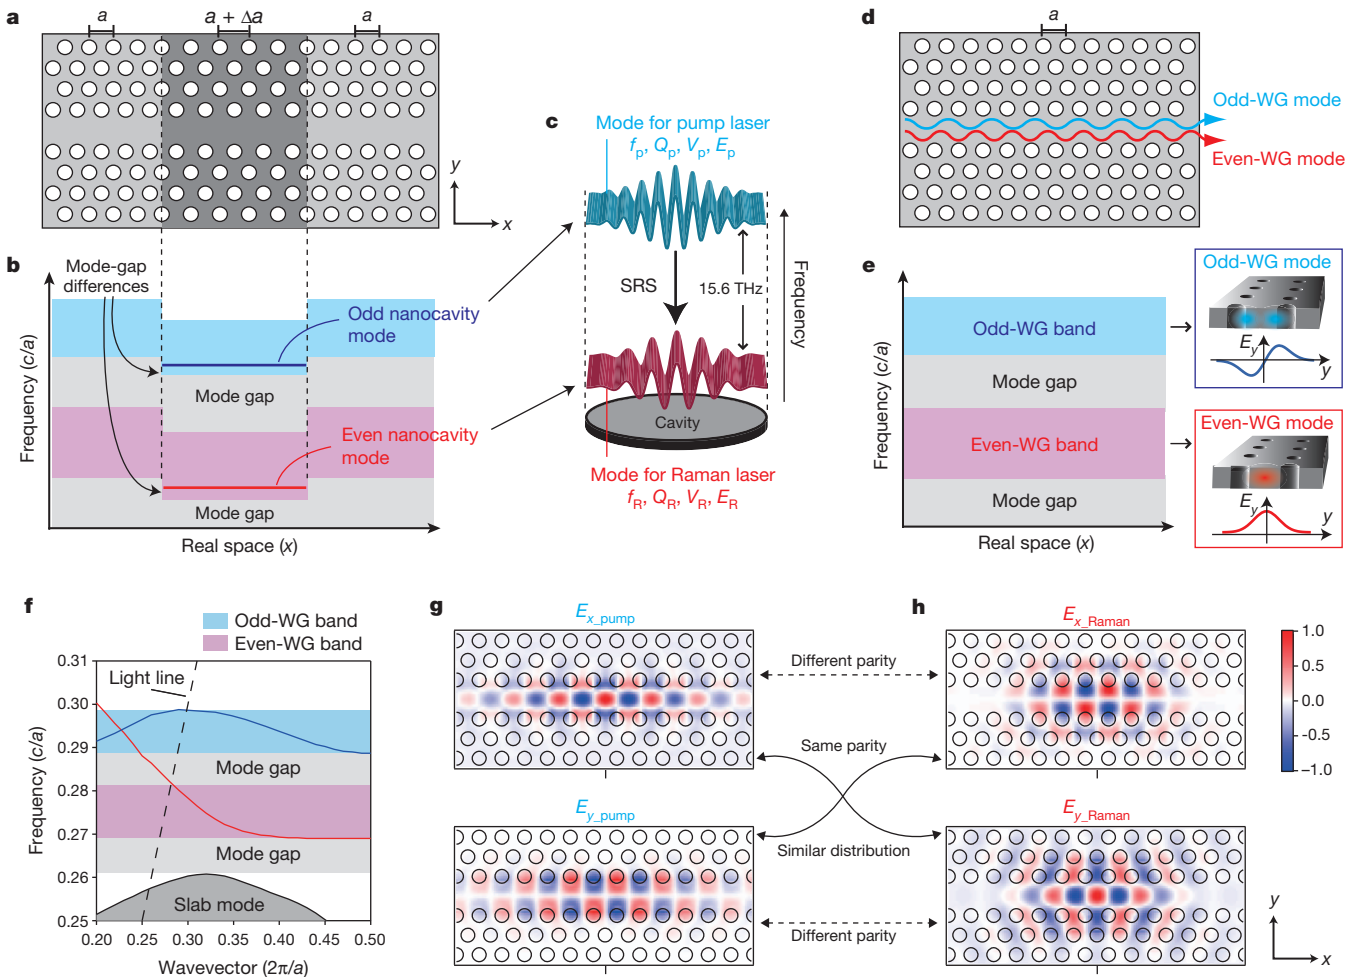 a
a
a + Δa
a
y
x
b
Mode-gap
differences
Odd nanocavity
mode
Mode gap
Even nanocavity
mode
Mode gap
Frequency (c/a)
Real space (x)
c
Mode for pump laser
fp, Qp, Vp, Ep
SRS
15.6 THz
Frequency
Cavity
Mode for Raman laser
fR, QR, VR, ER
d
a
Odd-WG mode
Even-WG mode
e
Odd-WG band
Mode gap
Even-WG band
Mode gap
Frequency (c/a)
Real space (x)
Odd-WG mode
Ey
y
Even-WG mode
Ey
y
f
Odd-WG band
Even-WG band
Light line
Mode gap
Mode gap
Slab mode
0.31
0.30
0.29
0.28
0.27
0.26
0.25
0.20 0.25 0.30 0.35 0.40 0.45 0.50
Frequency (c/a)
Wavevector (2π/a)
g
Ex_pump
Ey_pump
Different parity
Same parity
Similar distribution
Different parity
h
Ex_Raman
Ey_Raman
1.0
0.5
0
−0.5
−1.0
y
x